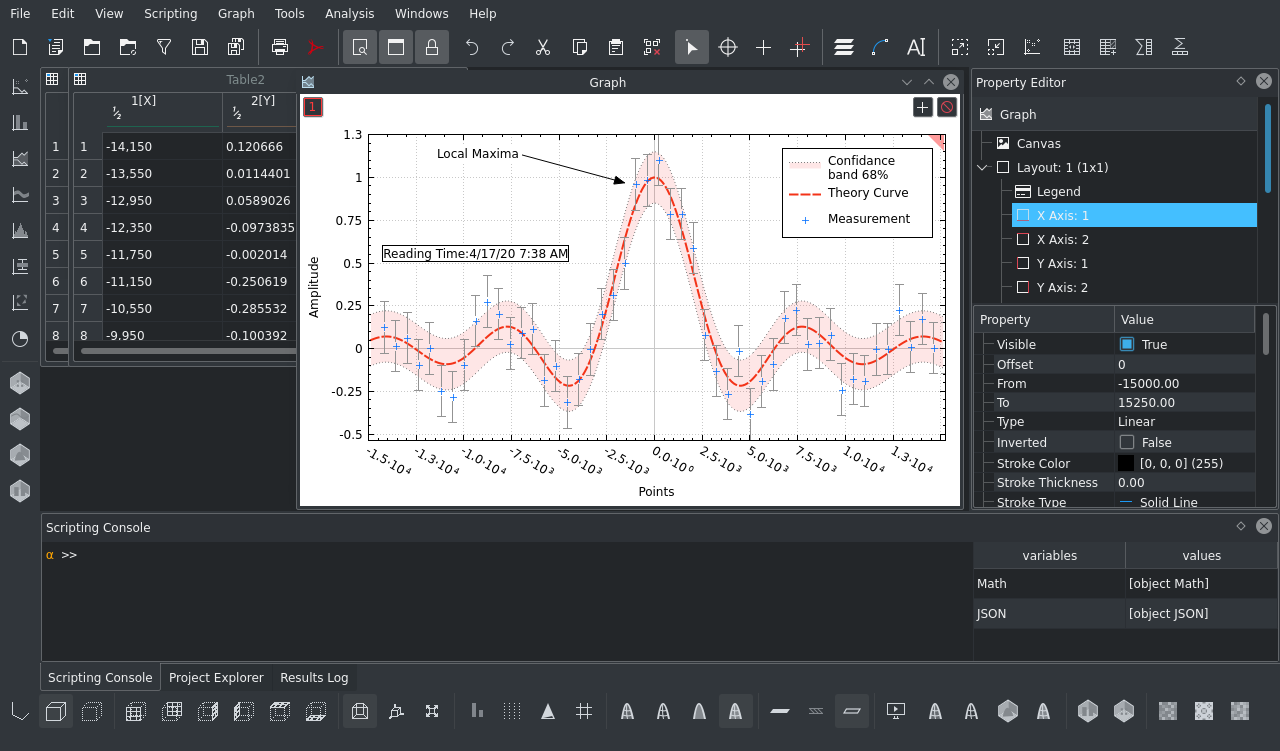 File Edit View Scripting Graph Tools Analysis Windows Help
Table2
1[X] 2[Y]
1 1 -14,150 0.120666
2 2 -13,550 0.0114401
3 3 -12,950 0.0589026
4 4 -12,350 -0.0973835
5 5 -11,750 -0.002014
6 6 -11,150 -0.250619
7 7 -10,550 -0.285532
8 8 -9,950 -0.100392
Graph
1
Local Maxima
Confidance
band 68%
Theory Curve
Measurement
Reading Time:4/17/20 7:38 AM
Amplitude
1.3
1
0.75
0.5
0.25
0
-0.25
-0.5
-1.5·10⁴ -1.3·10⁴ -1.0·10⁴ -7.5·10³ -5.0·10³ -2.5·10³ 0.0·10⁰ 2.5·10³ 5.0·10³ 7.5·10³ 1.0·10⁴ 1.3·10⁴
Points
Property Editor
Graph
Canvas
Layout: 1 (1x1)
Legend
X Axis: 1
X Axis: 2
Y Axis: 1
Y Axis: 2
Property Value
Visible True
Offset 0
From -15000.00
To 15250.00
Type Linear
Inverted False
Stroke Color [0, 0, 0] (255)
Stroke Thickness 0.00
Stroke Type Solid Line
Scripting Console
α >>
variables values
Math [object Math]
JSON [object JSON]
Scripting Console Project Explorer Results Log